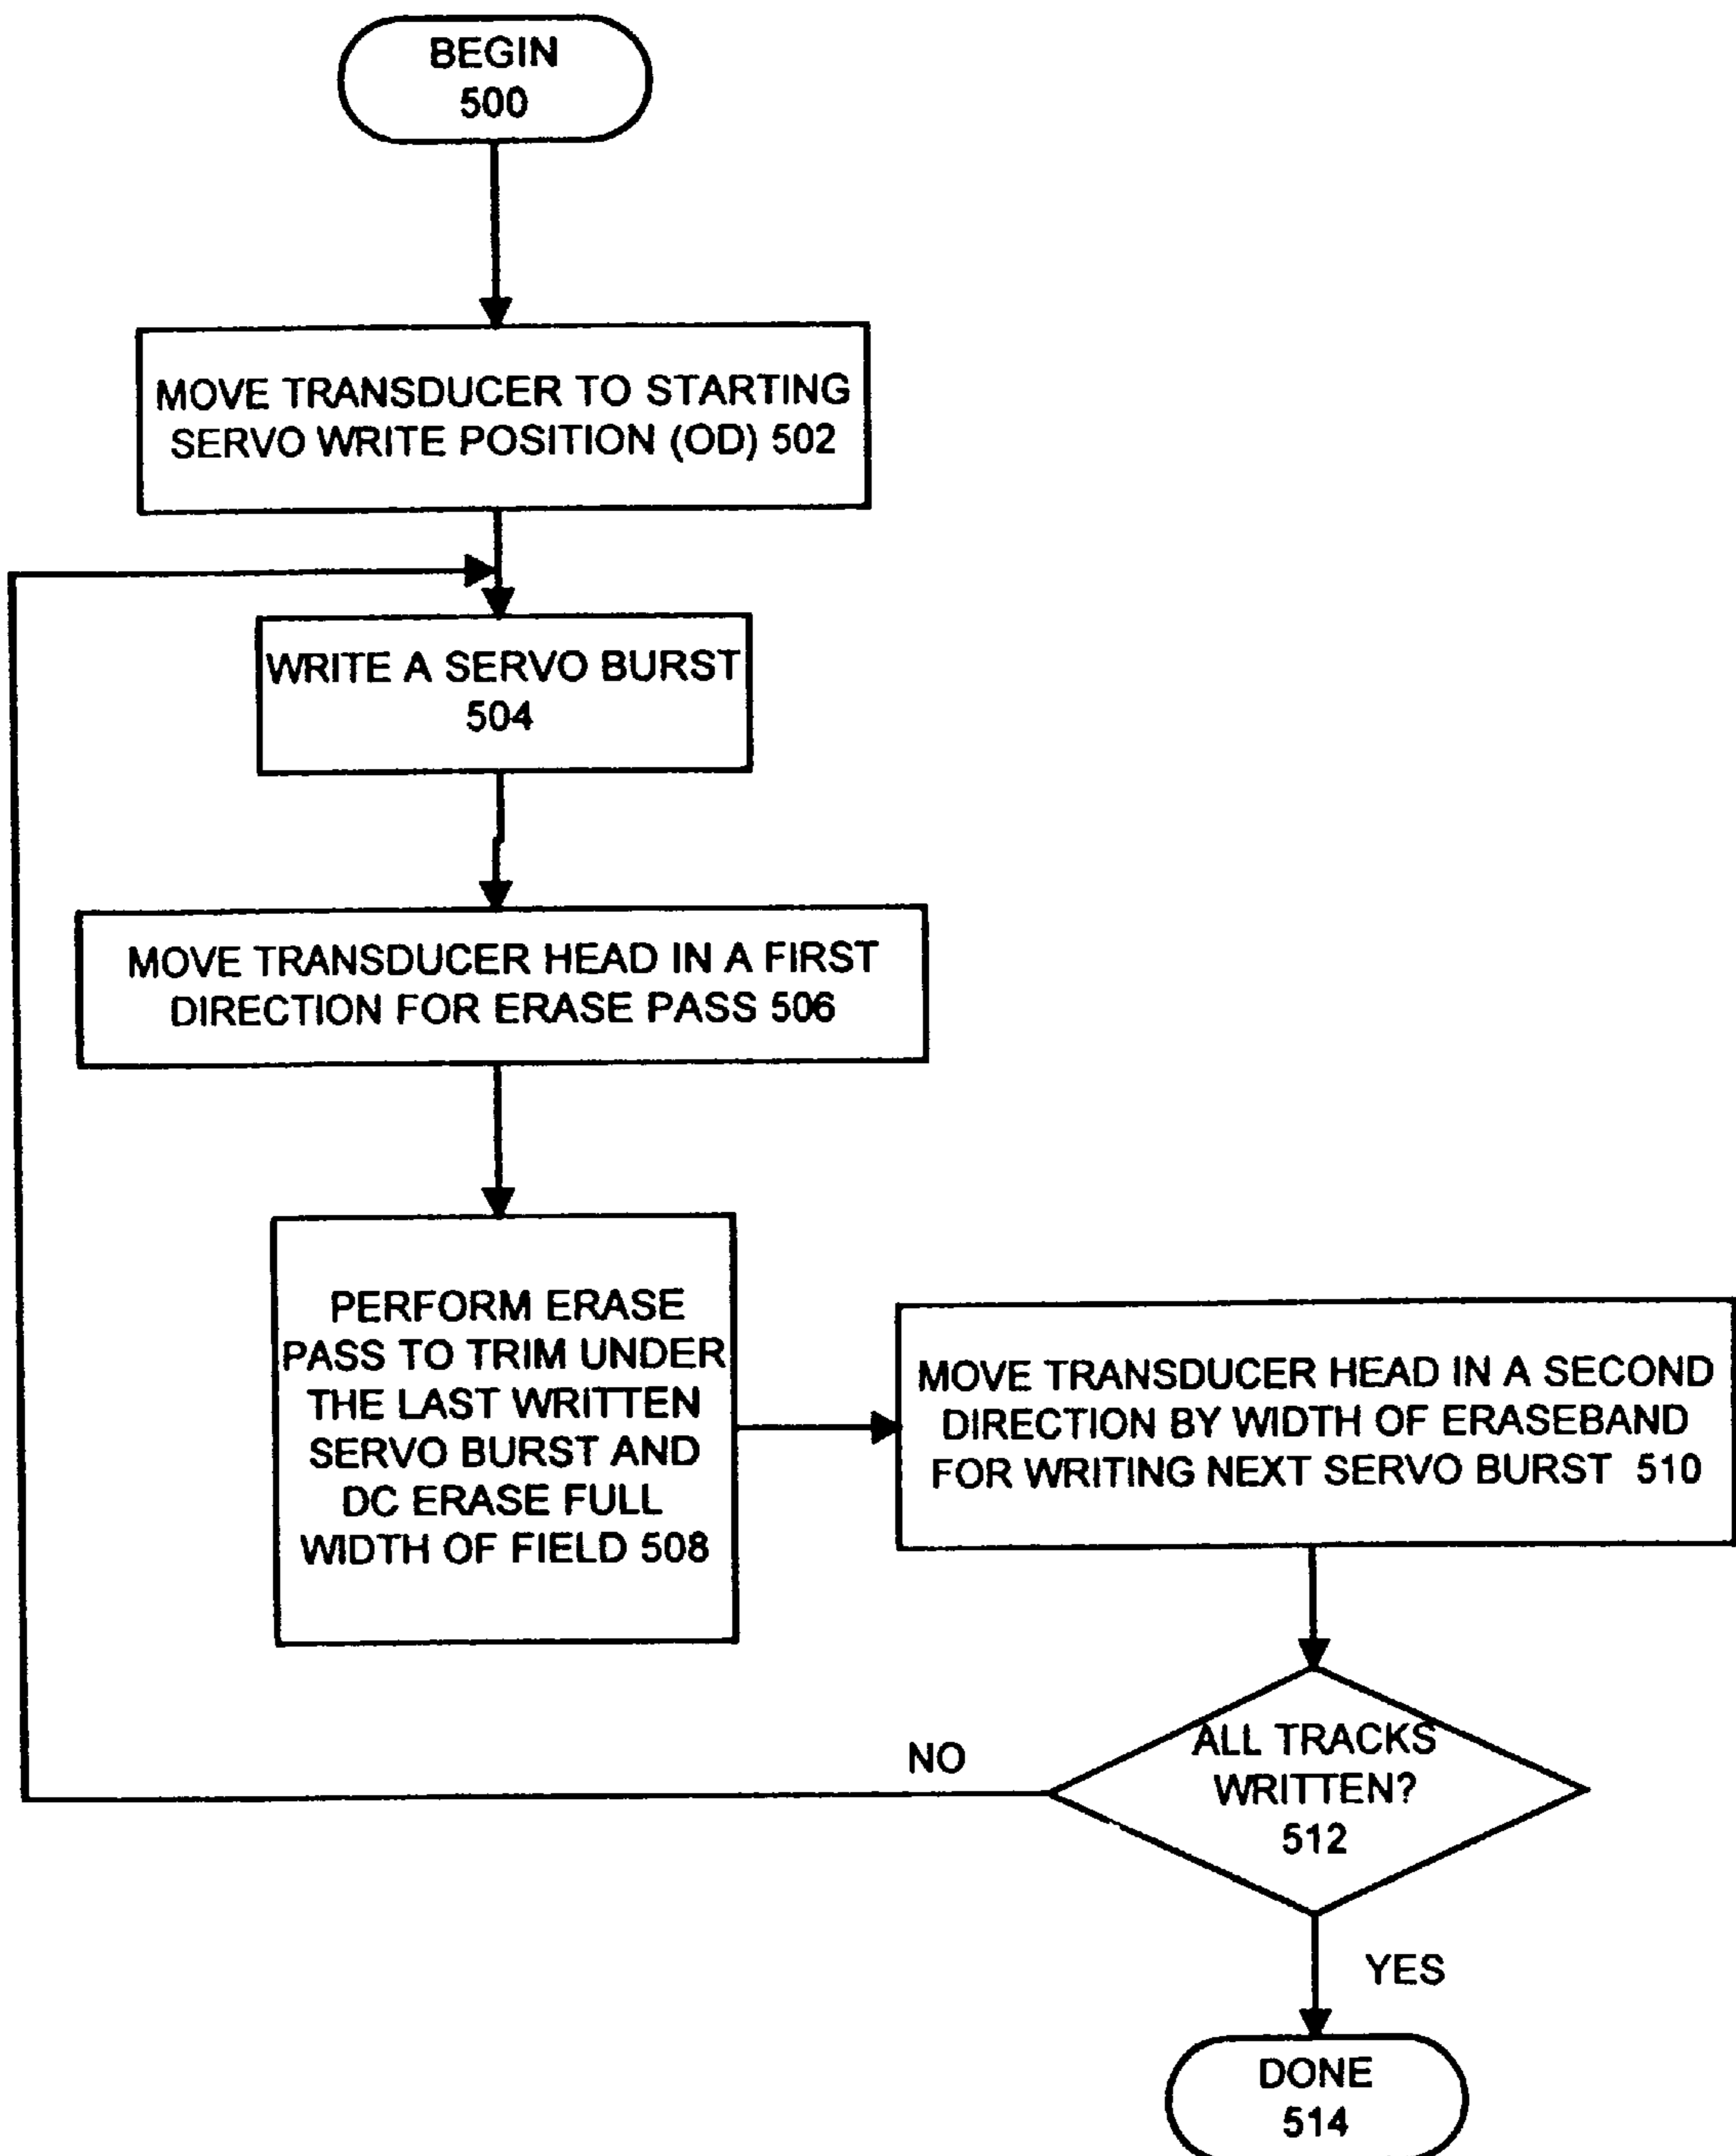 BEGIN
500
MOVE TRANSDUCER TO STARTING
SERVO WRITE POSITION (OD) 502
WRITE A SERVO BURST
504
MOVE TRANSDUCER HEAD IN A FIRST
DIRECTION FOR ERASE PASS 506
PERFORM ERASE
PASS TO TRIM UNDER
THE LAST WRITTEN
SERVO BURST AND
DC ERASE FULL
WIDTH OF FIELD 508
MOVE TRANSDUCER HEAD IN A SECOND
DIRECTION BY WIDTH OF ERASEBAND
FOR WRITING NEXT SERVO BURST 510
ALL TRACKS
WRITTEN?
512
NO
YES
DONE
514